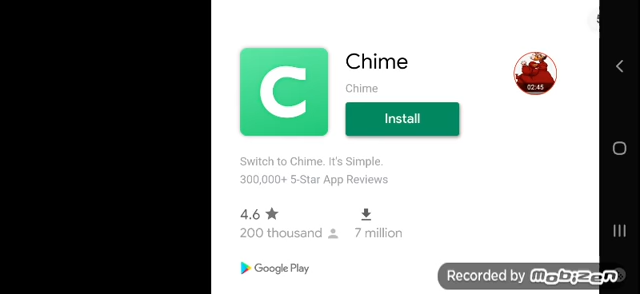 C
Chime
Chime
02:45
Install
Switch to Chime. It's Simple.
300,000+ 5-Star App Reviews
4.6 ★
200 thousand
7 million
Google Play
Recorded by Mobizen